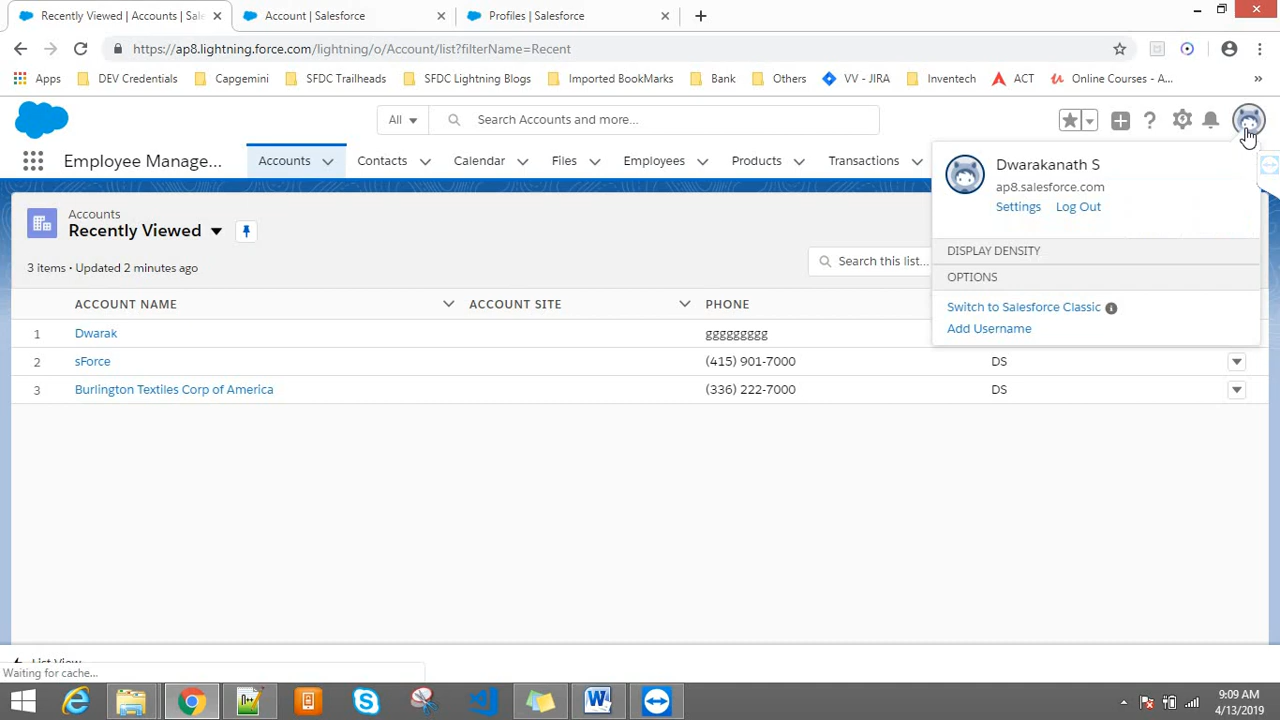 Recently Viewed | Accounts | Sale
Account | Salesforce
Profiles | Salesforce
https://ap8.lightning.force.com/lightning/o/Account/list?filterName=Recent
Apps
DEV Credentials
Capgemini
SFDC Trailheads
SFDC Lightning Blogs
Imported BookMarks
Bank
Others
VV - JIRA
Inventech
ACT
Online Courses - A...
»
All
Search Accounts and more...
Employee Manage...
Accounts
Contacts
Calendar
Files
Employees
Products
Transactions
Dwarakanath S
ap8.salesforce.com
Settings
Log Out
DISPLAY DENSITY
OPTIONS
Switch to Salesforce Classic
Add Username
Accounts
Recently Viewed
3 items • Updated 2 minutes ago
Search this list...
ACCOUNT NAME
ACCOUNT SITE
PHONE
1 Dwarak ggggggggg
2 sForce (415) 901-7000 DS
3 Burlington Textiles Corp of America (336) 222-7000 DS
List View
Waiting for cache...
9:09 AM
4/13/2019